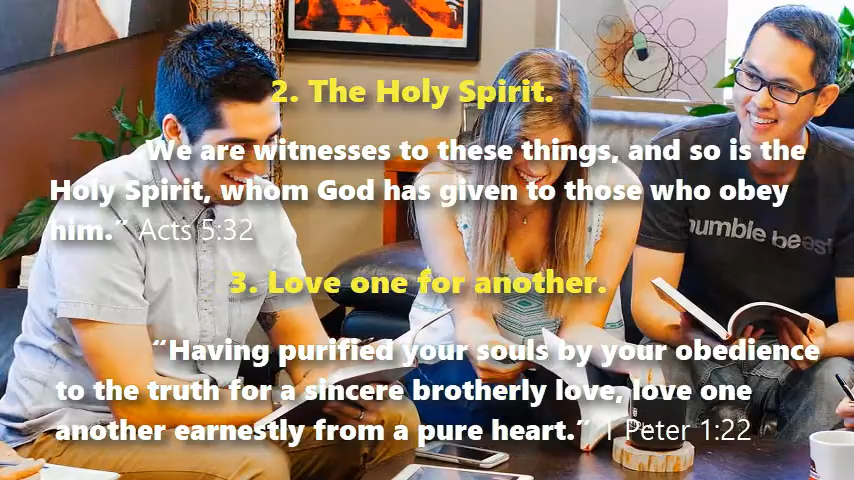 2. The Holy Spirit.
We are witnesses to these things, and so is the
Holy Spirit, whom God has given to those who obey
him.” Acts 5:32
humble beast
3. Love one for another.
“Having purified your souls by your obedience
to the truth for a sincere brotherly love, love one
another earnestly from a pure heart.” 1 Peter 1:22